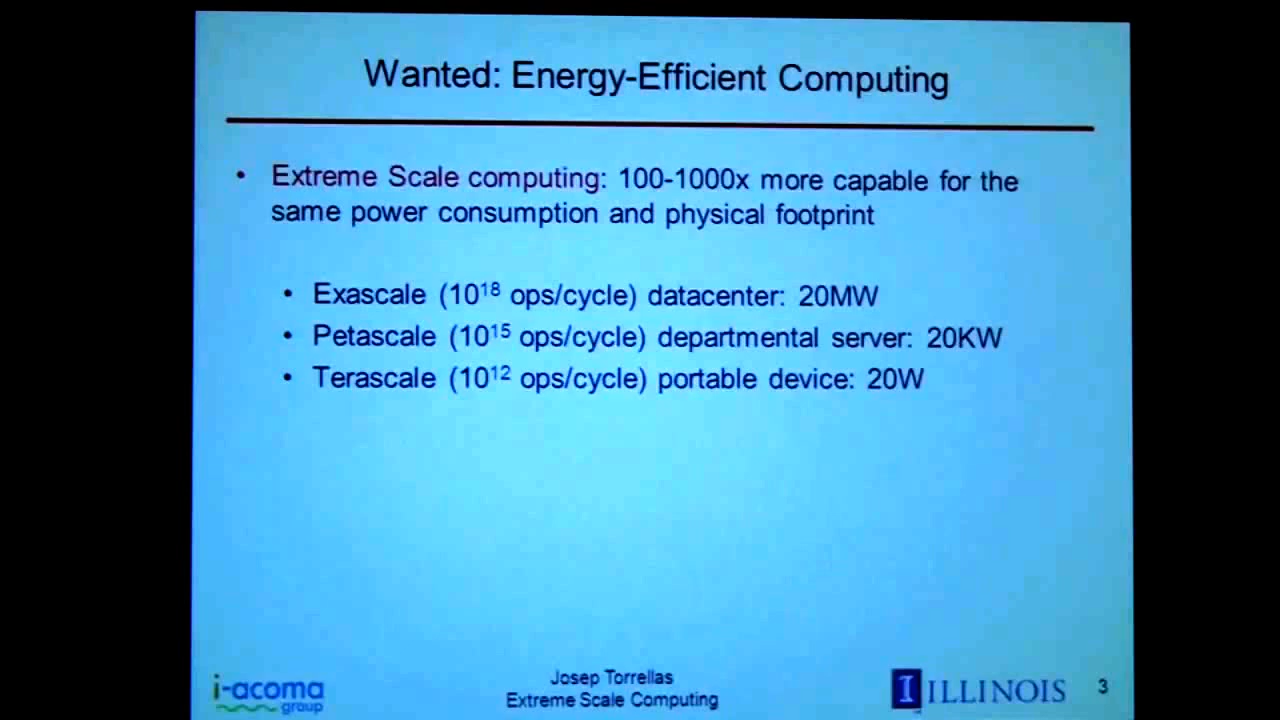 Wanted: Energy-Efficient Computing
• Extreme Scale computing: 100-1000x more capable for the
same power consumption and physical footprint
• Exascale (10¹⁸ ops/cycle) datacenter: 20MW
• Petascale (10¹⁵ ops/cycle) departmental server: 20KW
• Terascale (10¹² ops/cycle) portable device: 20W
i-acoma
group
Josep Torrellas
Extreme Scale Computing
I ILLINOIS
3